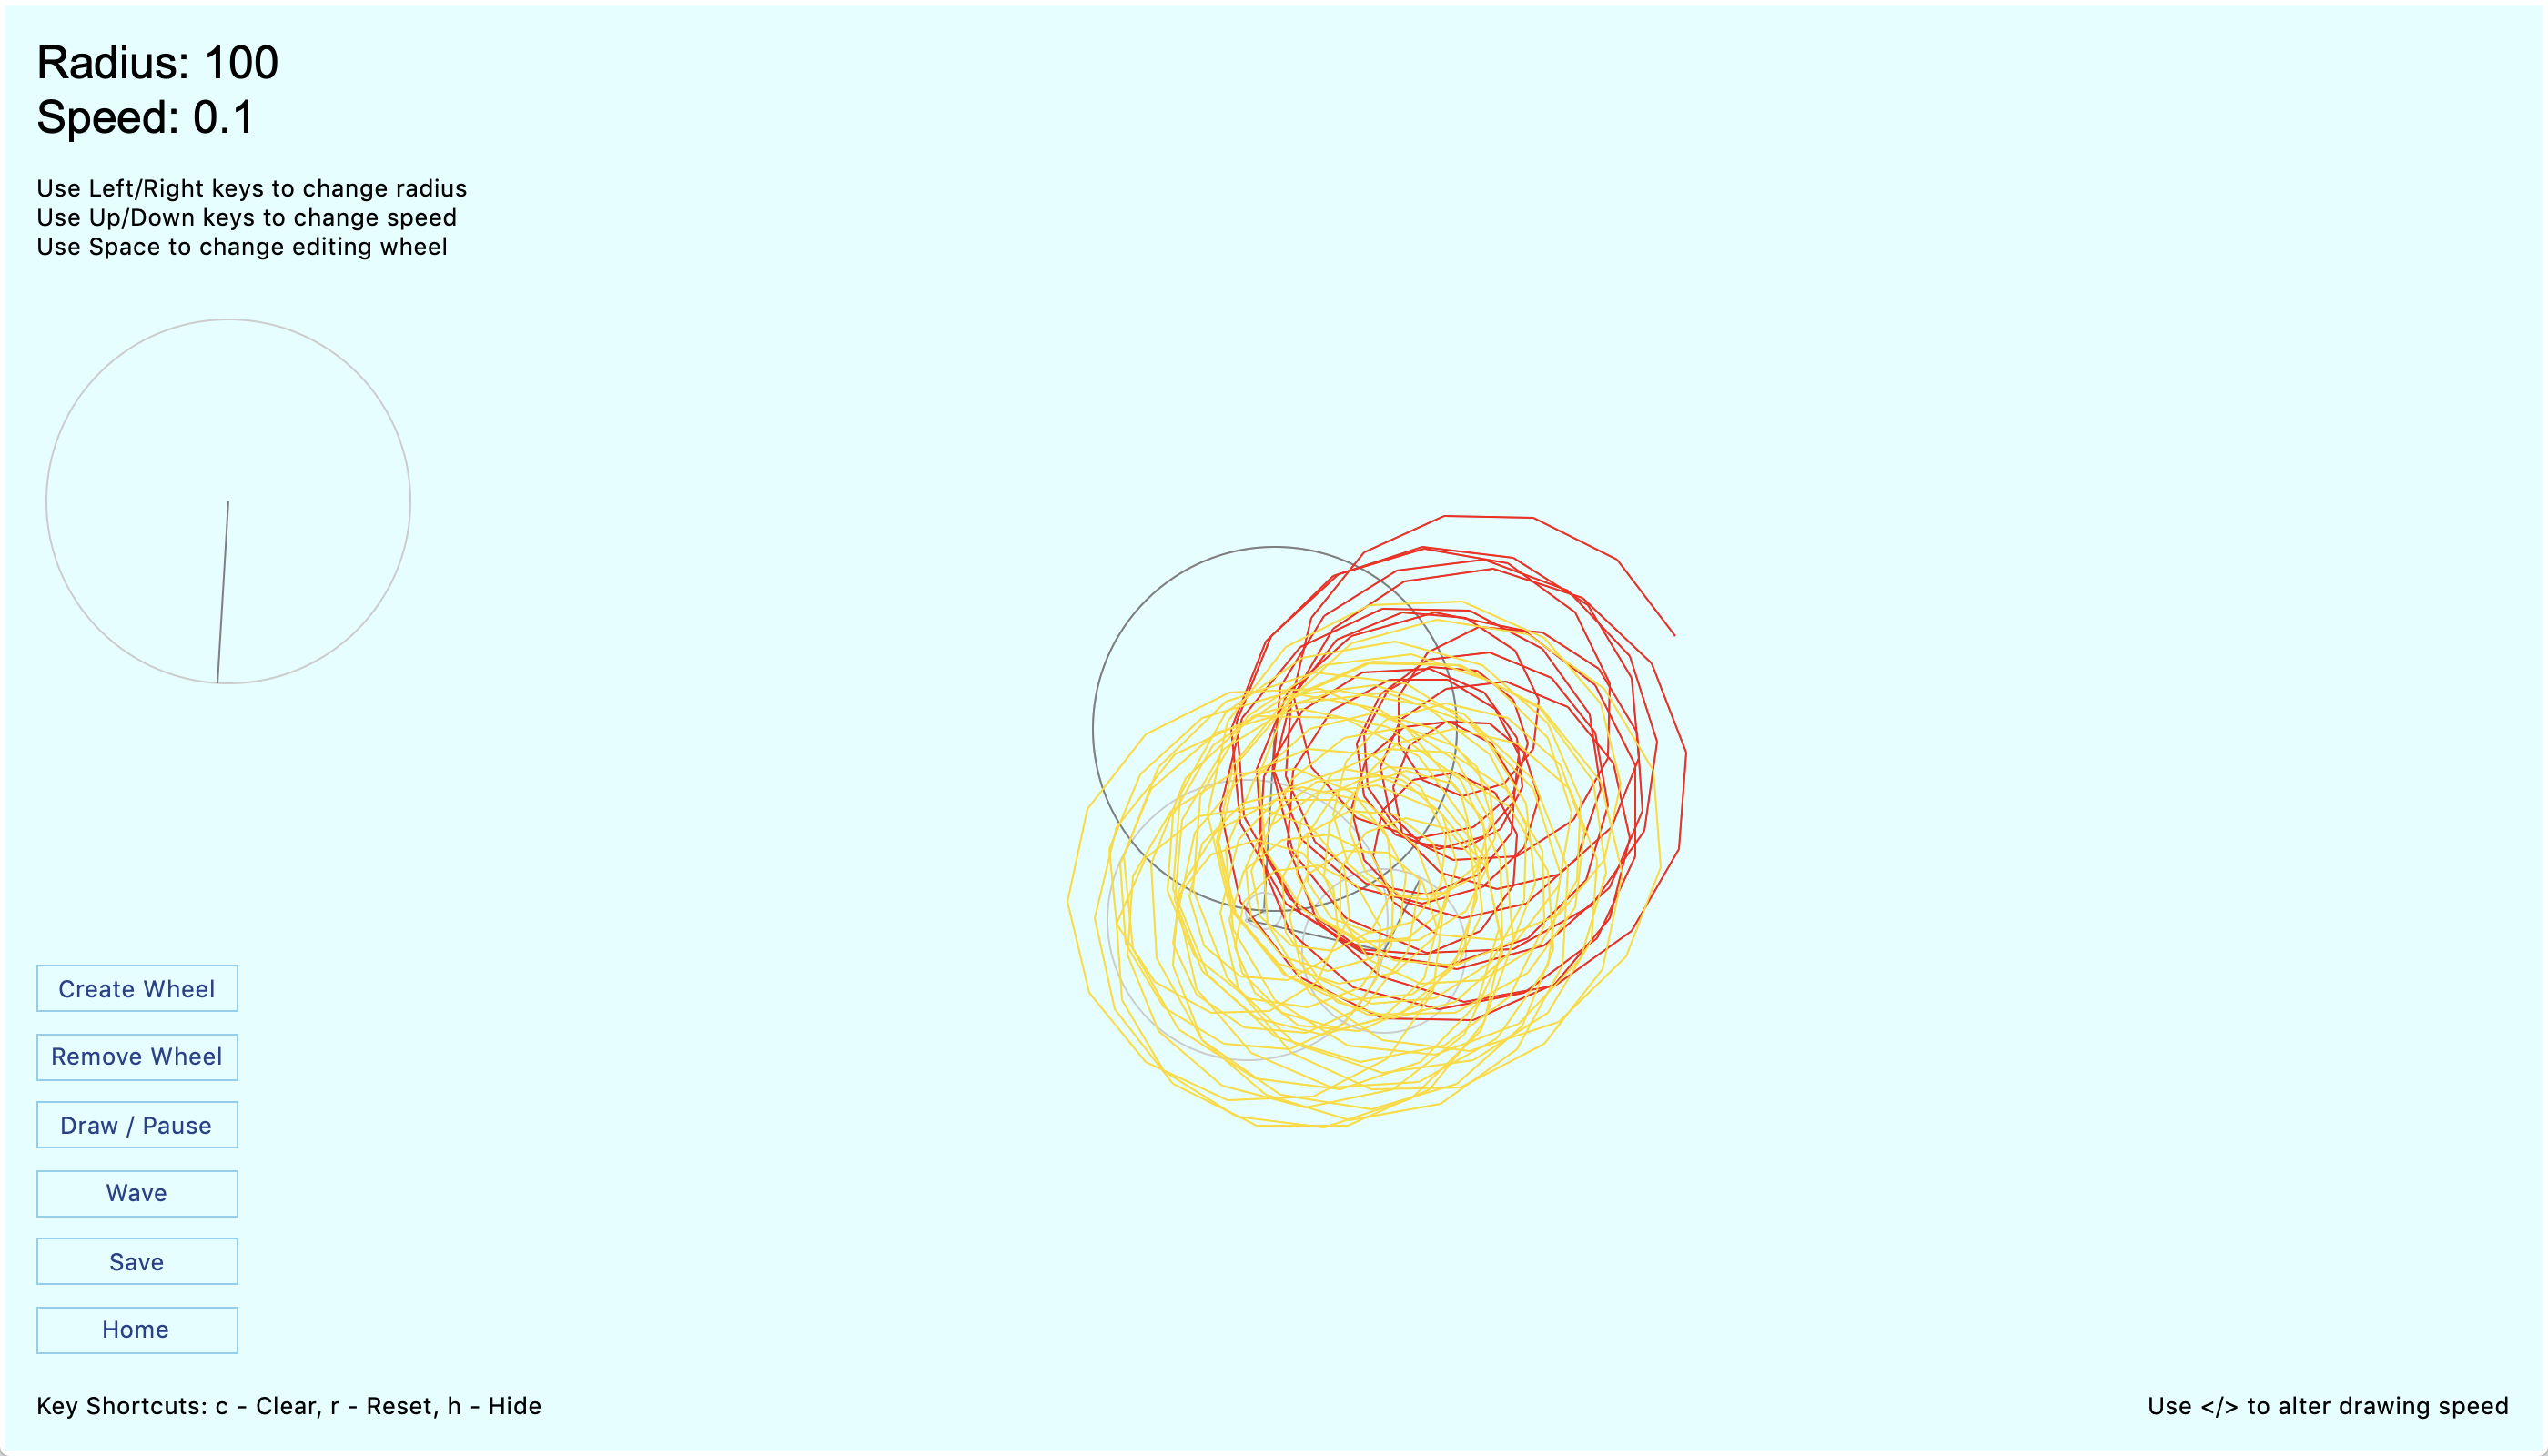 Radius: 100
Speed: 0.1
Use Left/Right keys to change radius
Use Up/Down keys to change speed
Use Space to change editing wheel
Create Wheel
Remove Wheel
Draw / Pause
Wave
Save
Home
Key Shortcuts: c - Clear, r - Reset, h - Hide
Use </> to alter drawing speed